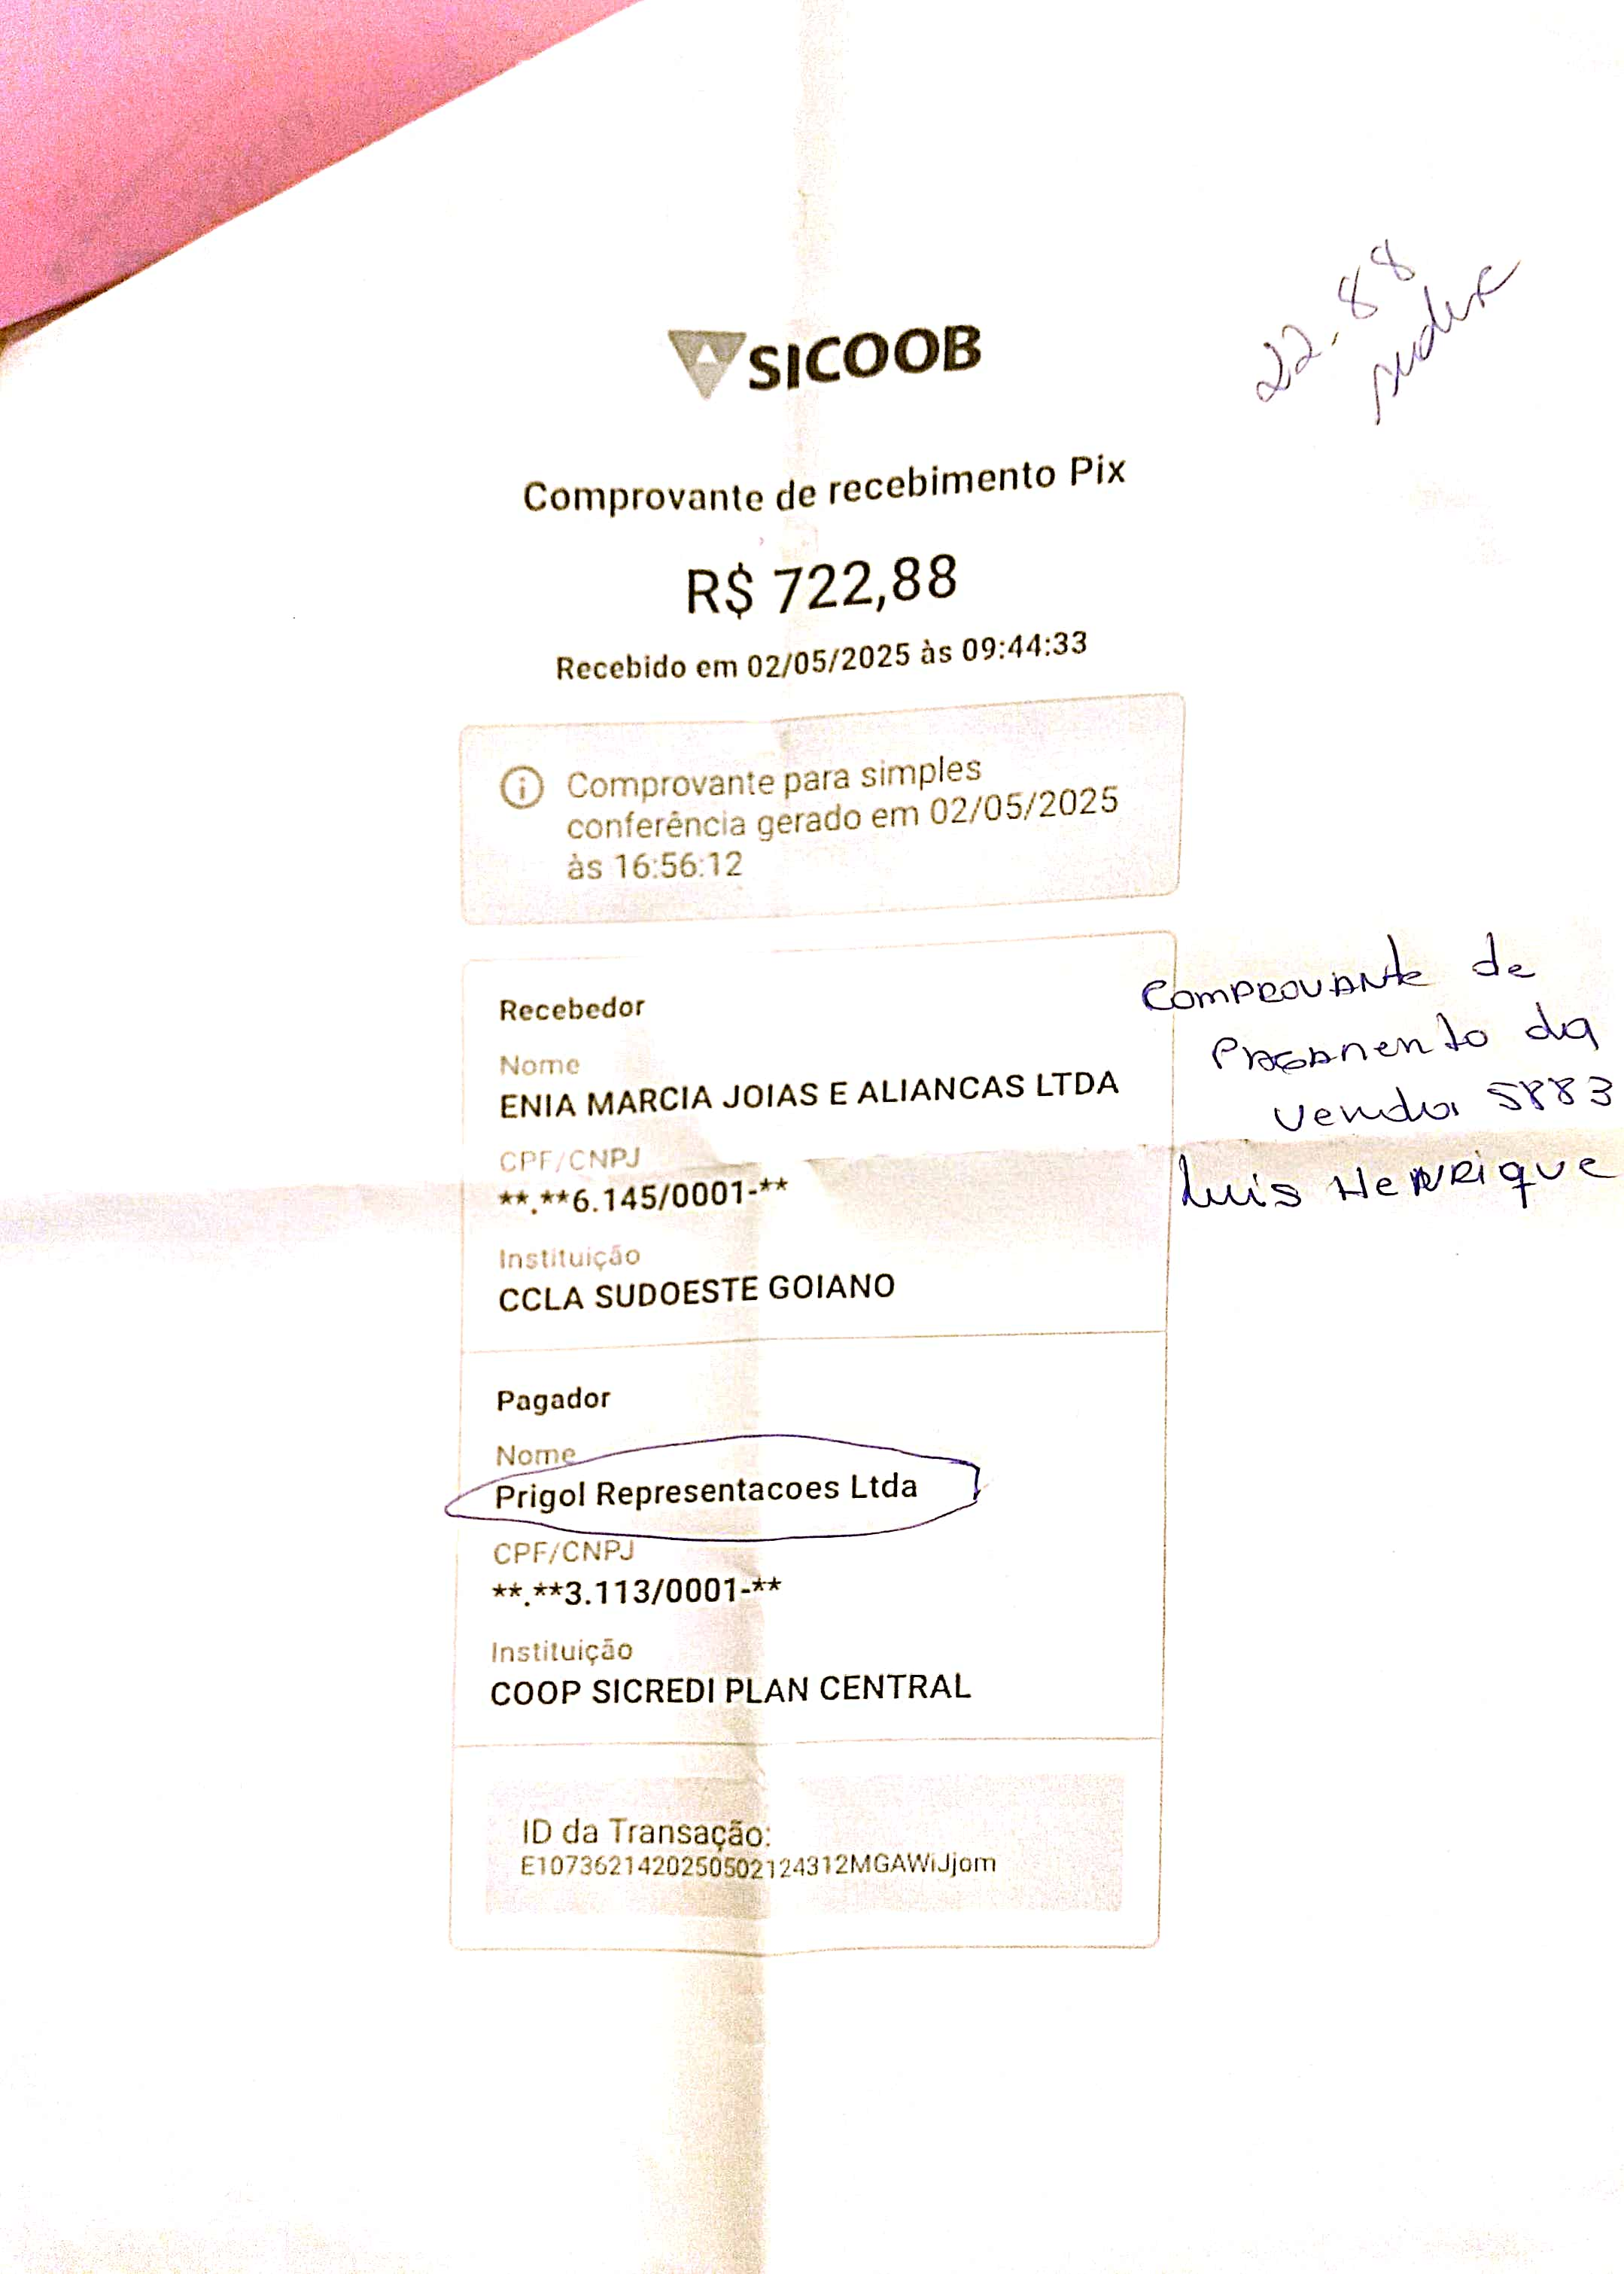 22.88
SICOOB
Comprovante de recebimento Pix
R$ 722,88
Recebido em 02/05/2025 às 09:44:33
Comprovante para simples
conferência gerado em 02/05/2025
às 16:56:12
Recebedor
Nome
ENIA MARCIA JOIAS E ALIANCAS LTDA
CPF/CNPJ
**.**6.145/0001-**
Instituição
CCLA SUDOESTE GOIANO
Comprovante de
Pagamento da
Venda 5883
Luis Henrique
Pagador
Nome
Prigol Representacoes Ltda
CPF/CNPJ
**.**3.113/0001-**
Instituição
COOP SICREDI PLAN CENTRAL
ID da Transação:
E10736214202505021243​12MGAWiJjom